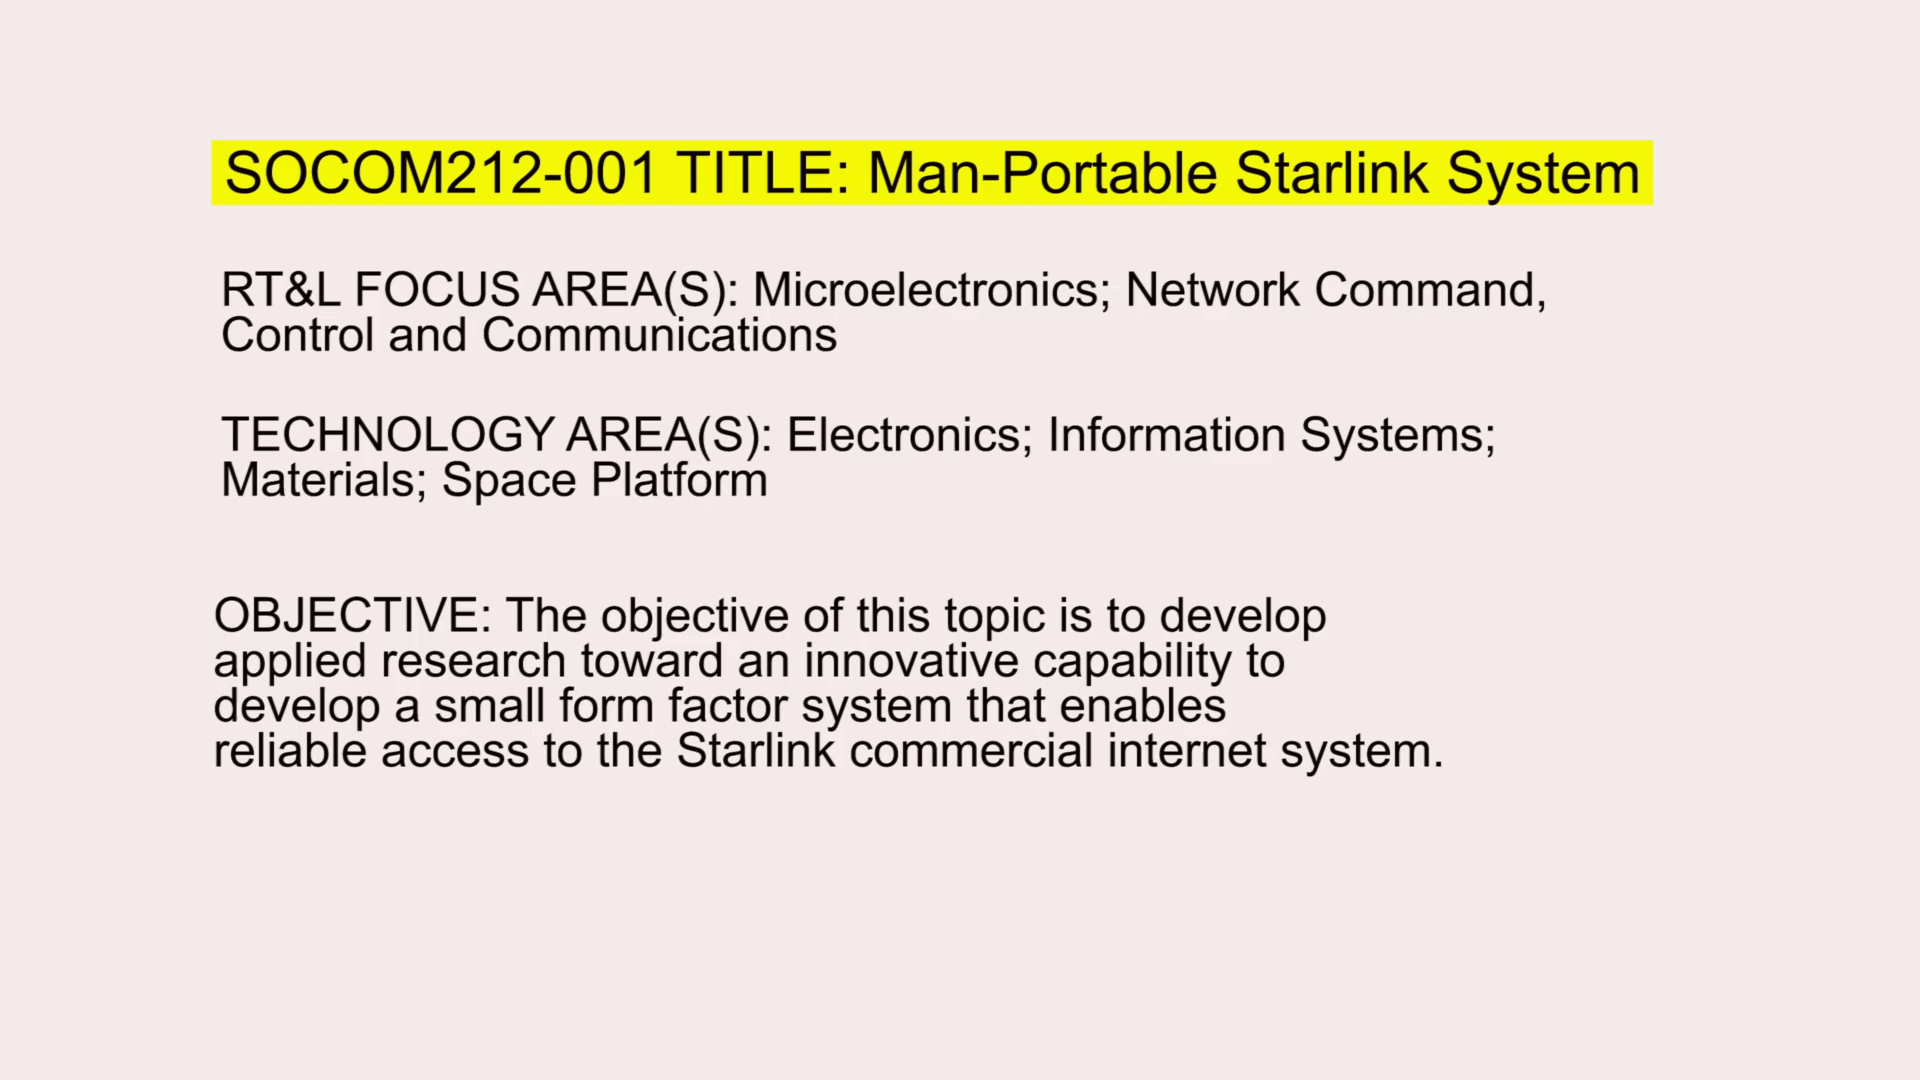 SOCOM212-001 TITLE: Man-Portable Starlink System
RT&L FOCUS AREA(S): Microelectronics; Network Command,
Control and Communications
TECHNOLOGY AREA(S): Electronics; Information Systems;
Materials; Space Platform
OBJECTIVE: The objective of this topic is to develop
applied research toward an innovative capability to
develop a small form factor system that enables
reliable access to the Starlink commercial internet system.